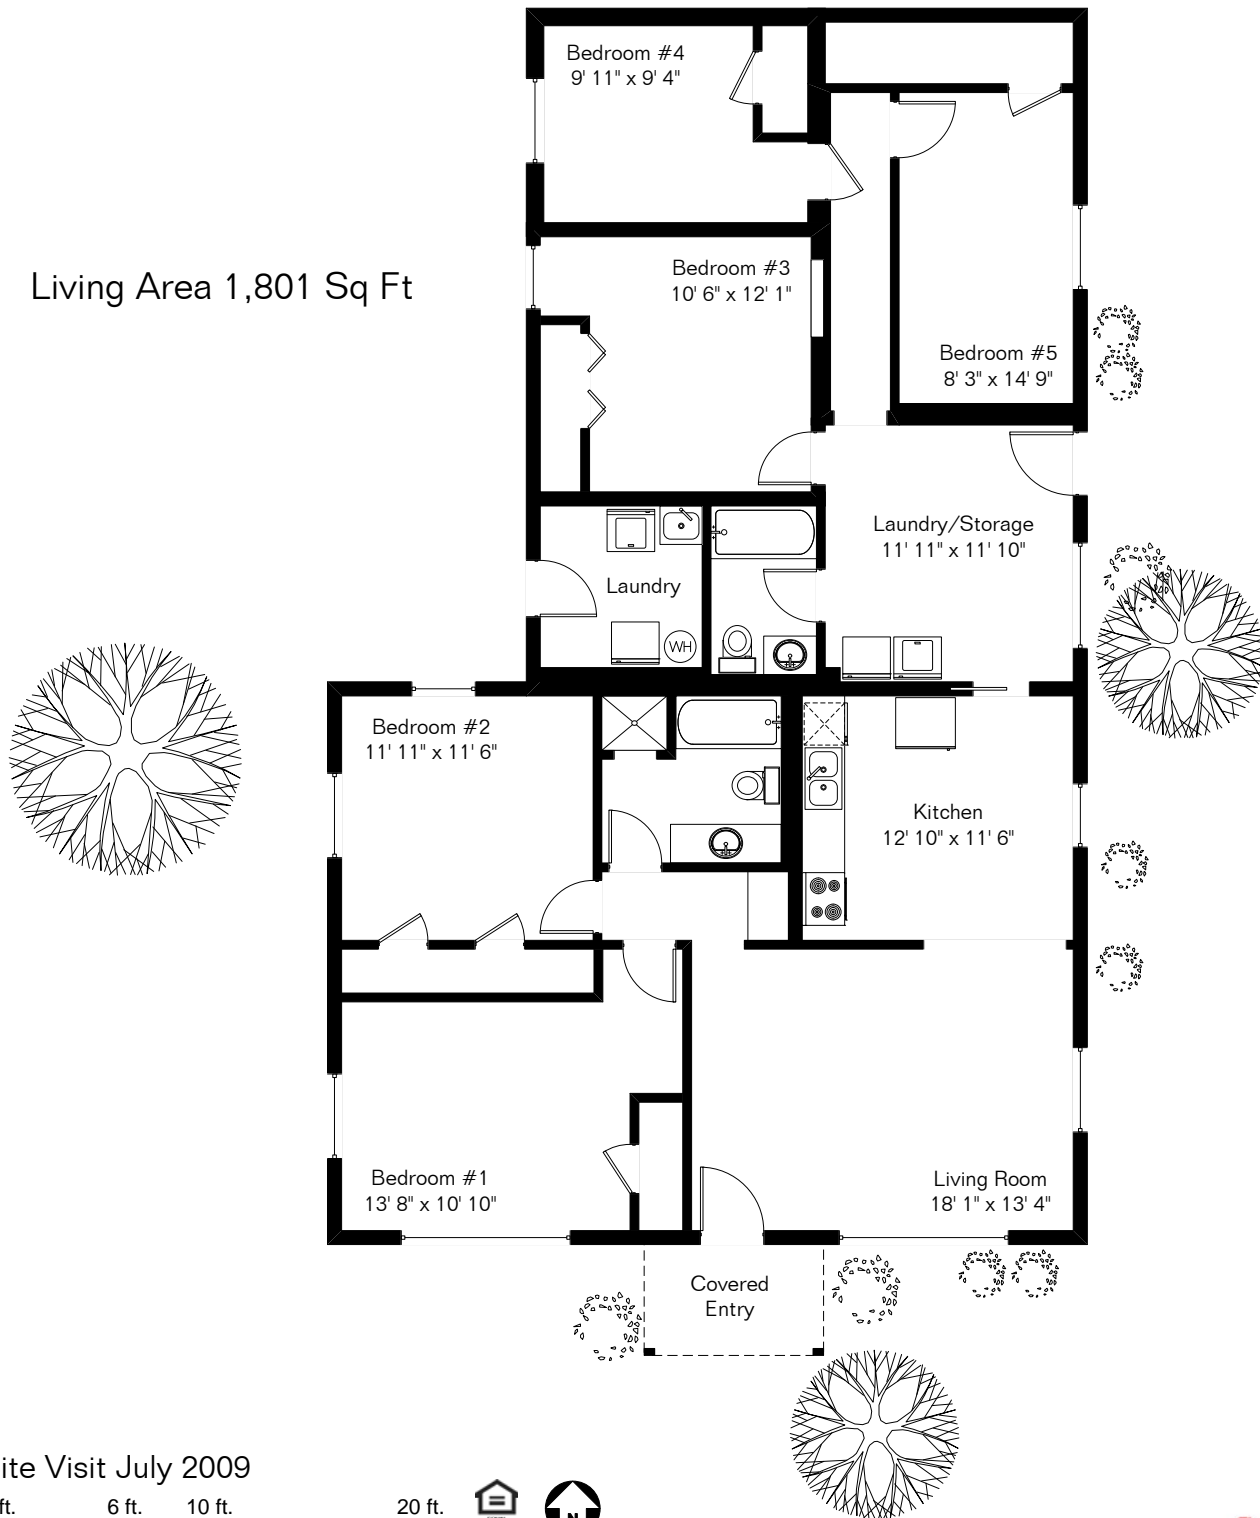 Bedroom #4
9' 11" x 9' 4"
Living Area 1,801 Sq Ft
Bedroom #3
10' 6" x 12' 1"
Bedroom #5
8' 3" x 14' 9"
Laundry/Storage
11' 11" x 11' 10"
Laundry
WH
Bedroom #2
11' 11" x 11' 6"
Kitchen
12' 10" x 11' 6"
Bedroom #1
13' 8" x 10' 10"
Living Room
18' 1" x 13' 4"
Covered
Entry
ite Visit July 2009
ft. 6 ft. 10 ft. 20 ft.
N